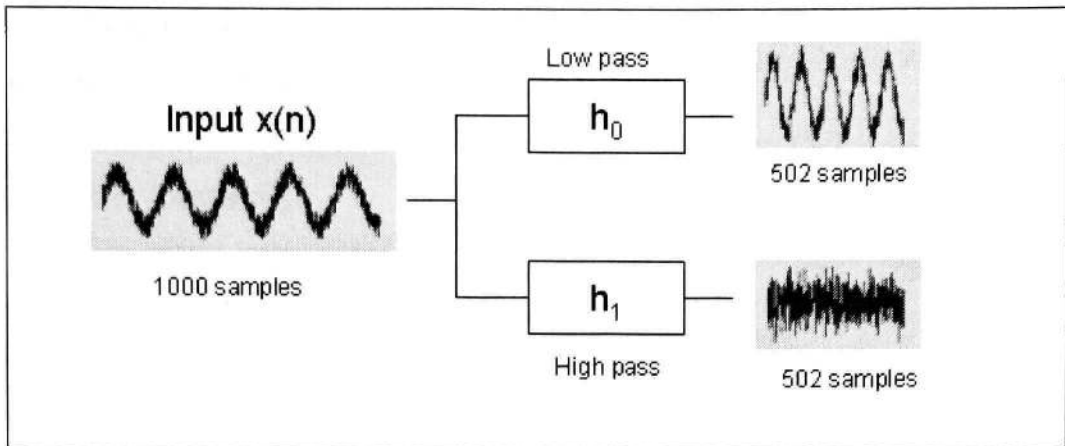 Low pass
h0
Input x(n)
502 samples
1000 samples
h1
High pass
502 samples